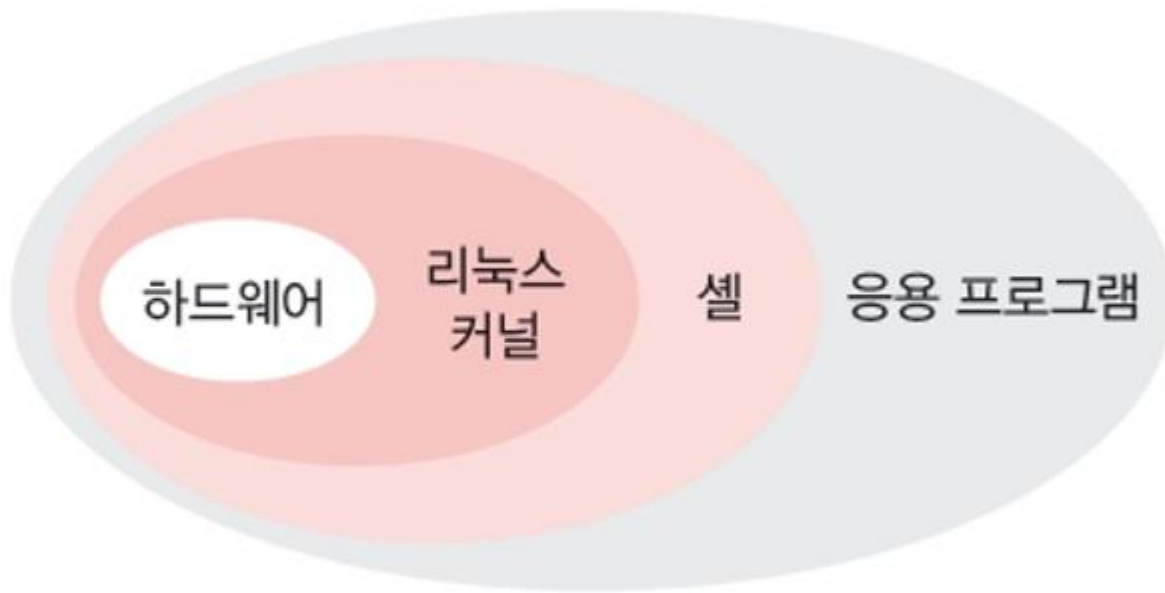 하드웨어
리눅스
커널
셸
응용 프로그램